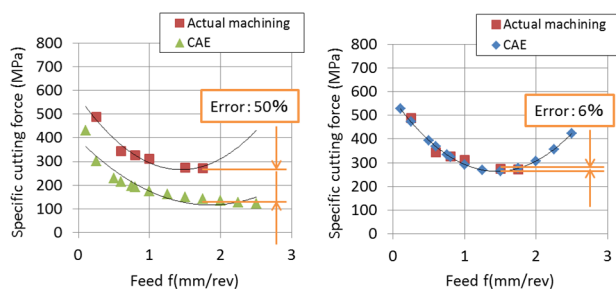 Actual machining
CAE
Specific cutting force (MPa)
800
700
600
500
400
300
200
100
0
Error : 50%
0
1
2
3
Feed f(mm/rev)
Actual machining
CAE
Specific cutting force (MPa)
800
700
600
500
400
300
200
100
0
Error : 6%
0
1
2
3
Feed f(mm/rev)